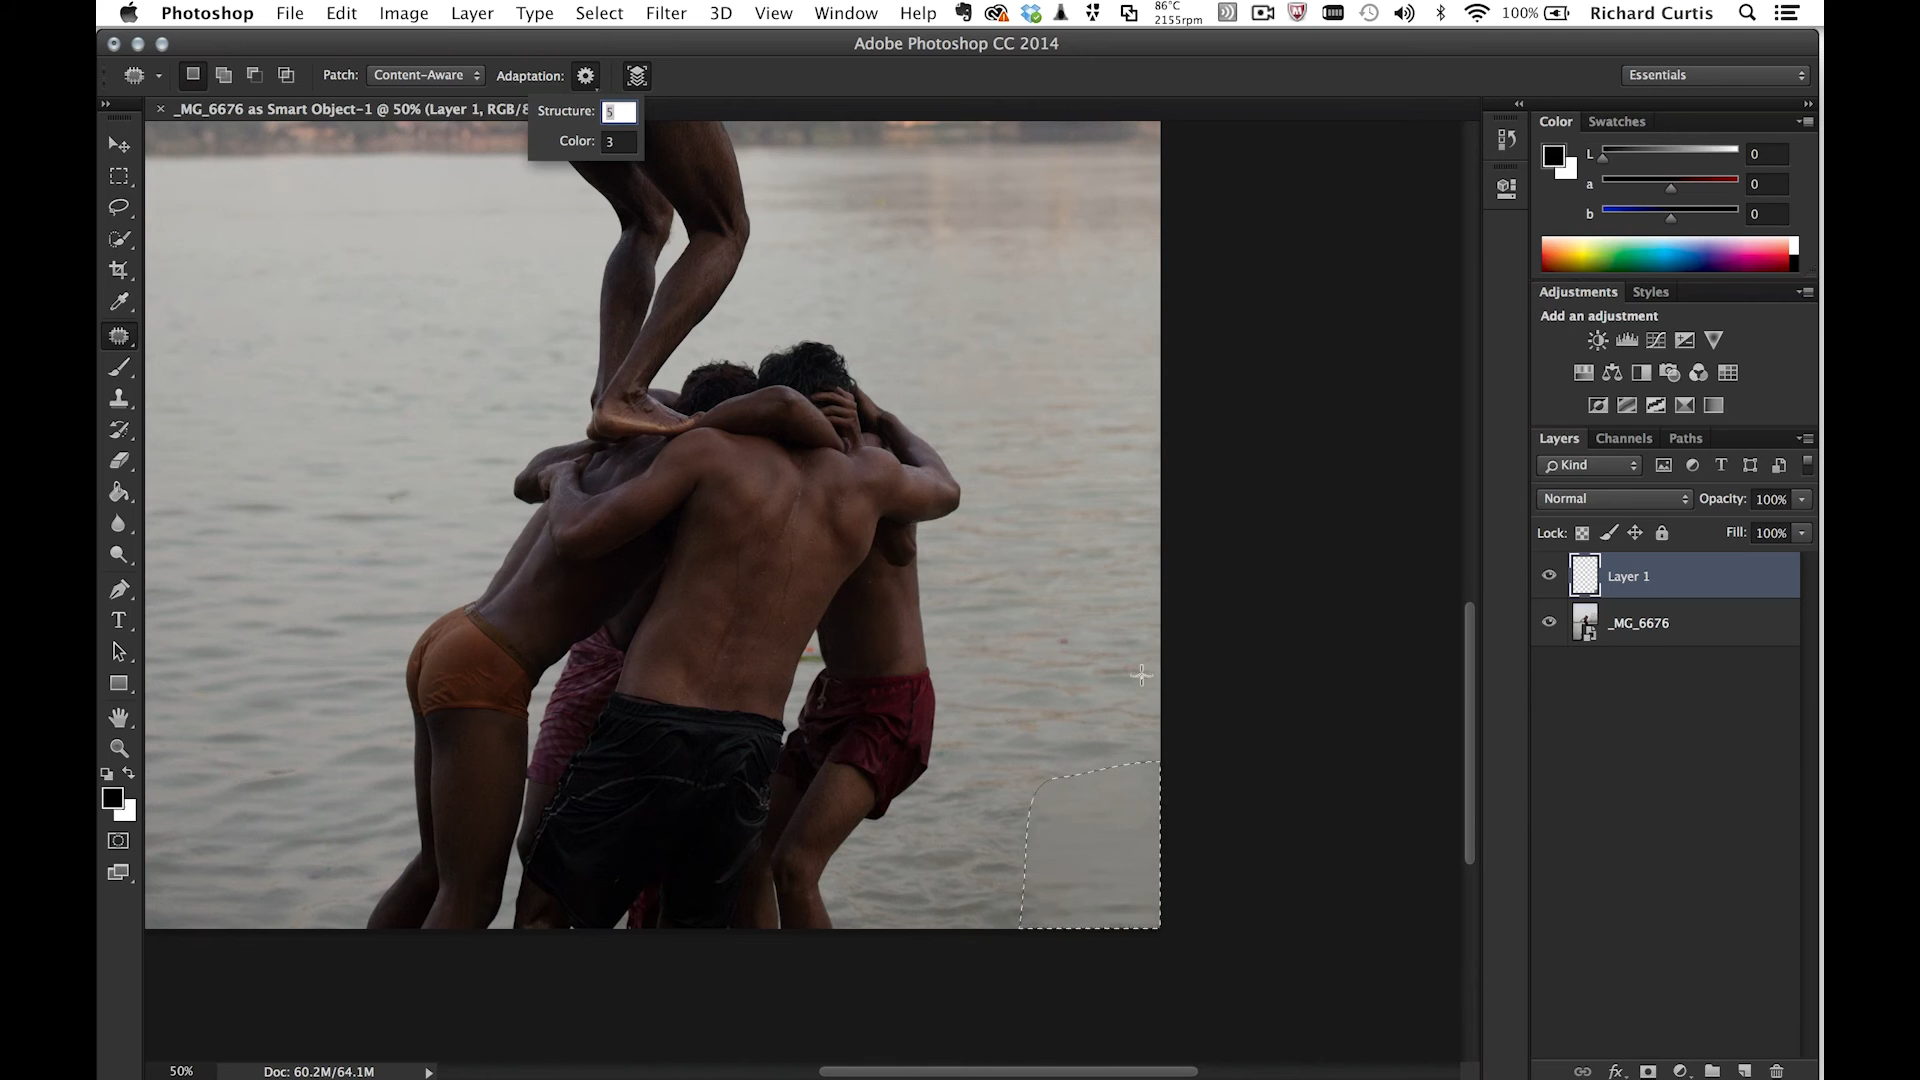 Photoshop File Edit Image Layer Type Select Filter 3D View Window Help 86°C 2155rpm 100% Richard Curtis
Adobe Photoshop CC 2014
Patch: Content-Aware Adaptation: Essentials
× _MG_6676 as Smart Object-1 @ 50% (Layer 1, RGB/8
Structure: 5
Color: 3
Color Swatches
L 0
a 0
b 0
Adjustments Styles
Add an adjustment
Layers Channels Paths
Kind
Normal Opacity: 100%
Lock: Fill: 100%
Layer 1
_MG_6676
50% Doc: 60.2M/64.1M
fx